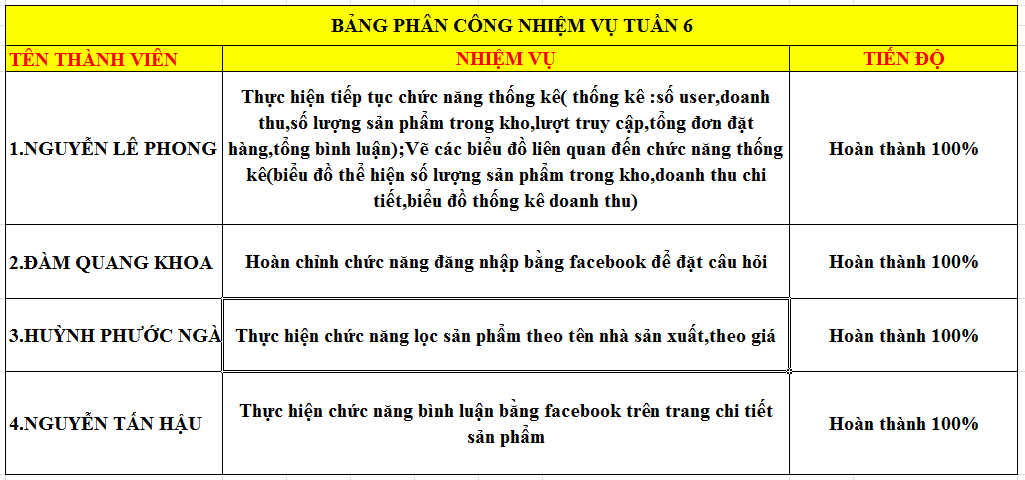 BẢNG PHÂN CÔNG NHIỆM VỤ TUẦN 6
TÊN THÀNH VIÊN NHIỆM VỤ TIẾN ĐỘ
1.NGUYỄN LÊ PHONG
Thực hiện tiếp tục chức năng thống kê( thống kê :số user,doanh
thu,số lượng sản phẩm trong kho,lượt truy cập,tổng đơn đặt
hàng,tổng bình luận);Vẽ các biểu đồ liên quan đến chức năng thống
kê(biểu đồ thể hiện số lượng sản phẩm trong kho,doanh thu chi
tiết,biểu đồ thống kê doanh thu)
Hoàn thành 100%
2.ĐÀM QUANG KHOA
Hoàn chỉnh chức năng đăng nhập bằng facebook để đặt câu hỏi
Hoàn thành 100%
3.HUỲNH PHƯỚC NGÀ
Thực hiện chức năng lọc sản phẩm theo tên nhà sản xuất,theo giá
Hoàn thành 100%
4.NGUYỄN TẤN HẬU
Thực hiện chức năng bình luận bằng facebook trên trang chi tiết
sản phẩm
Hoàn thành 100%